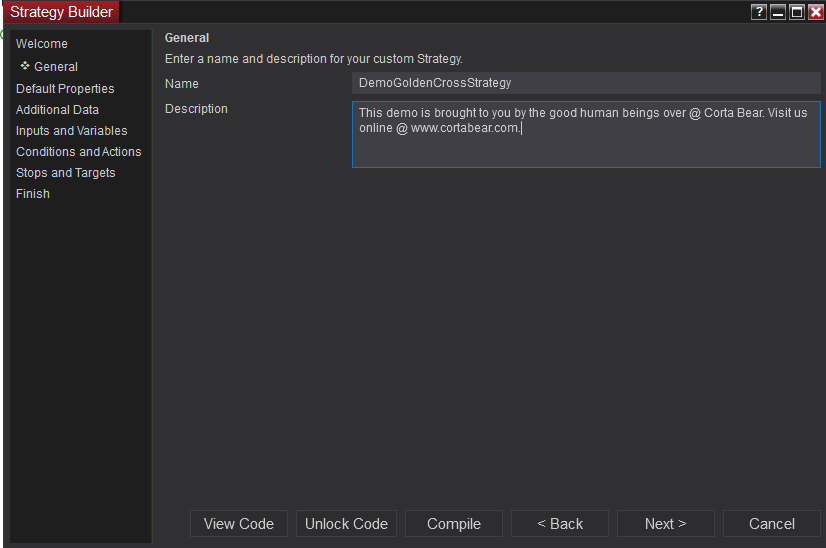 Strategy Builder
?
Welcome
General
Default Properties
Additional Data
Inputs and Variables
Conditions and Actions
Stops and Targets
Finish
General
Enter a name and description for your custom Strategy.
Name
DemoGoldenCrossStrategy
Description
This demo is brought to you by the good human beings over @ Corta Bear. Visit us
online @ www.cortabear.com.
View Code
Unlock Code
Compile
< Back
Next >
Cancel